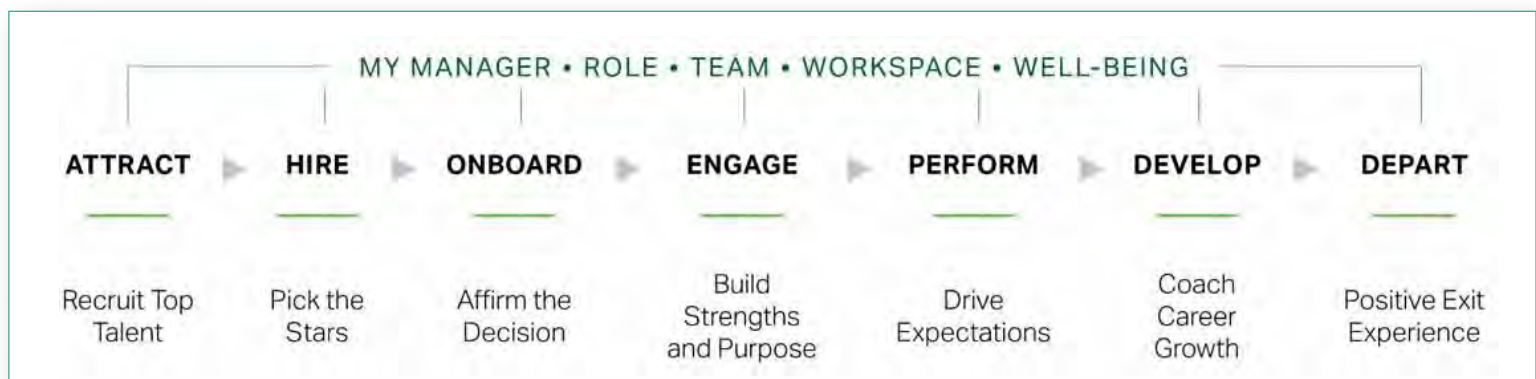 MY MANAGER • ROLE • TEAM • WORKSPACE • WELL-BEING
ATTRACT
HIRE
ONBOARD
ENGAGE
PERFORM
DEVELOP
DEPART
Recruit Top
Talent
Pick the
Stars
Affirm the
Decision
Build
Strengths
and Purpose
Drive
Expectations
Coach
Career
Growth
Positive Exit
Experience